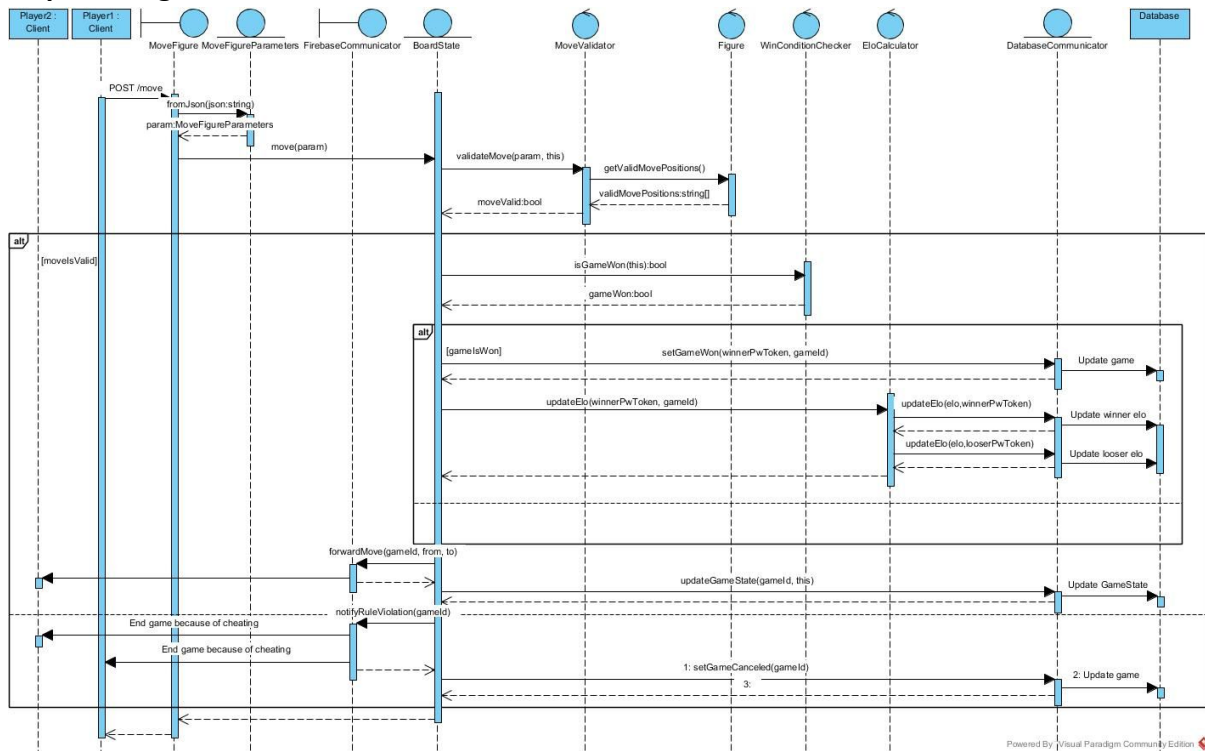 Player2 :
Client
Player1 :
Client
MoveFigure
MoveFigureParameters
FirebaseCommunicator
BoardState
MoveValidator
Figure
WinConditionChecker
EloCalculator
DatabaseCommunicator
Database
POST /move
fromJson(json:string)
param:MoveFigureParameters
move(param)
validateMove(param, this)
getValidMovePositions()
validMovePositions:string[]
moveValid:bool
alt
[moveIsValid]
isGameWon(this):bool
gameWon:bool
alt
[gameIsWon]
setGameWon(winnerPwToken, gameId)
Update game
updateElo(winnerPwToken, gameId)
updateElo(elo,winnerPwToken)
Update winner elo
updateElo(elo,looserPwToken)
Update looser elo
forwardMove(gameId, from, to)
updateGameState(gameId, this)
Update GameState
notifyRuleViolation(gameId)
End game because of cheating
End game because of cheating
1: setGameCanceled(gameId)
2: Update game
3:
Powered By Visual Paradigm Community Edition